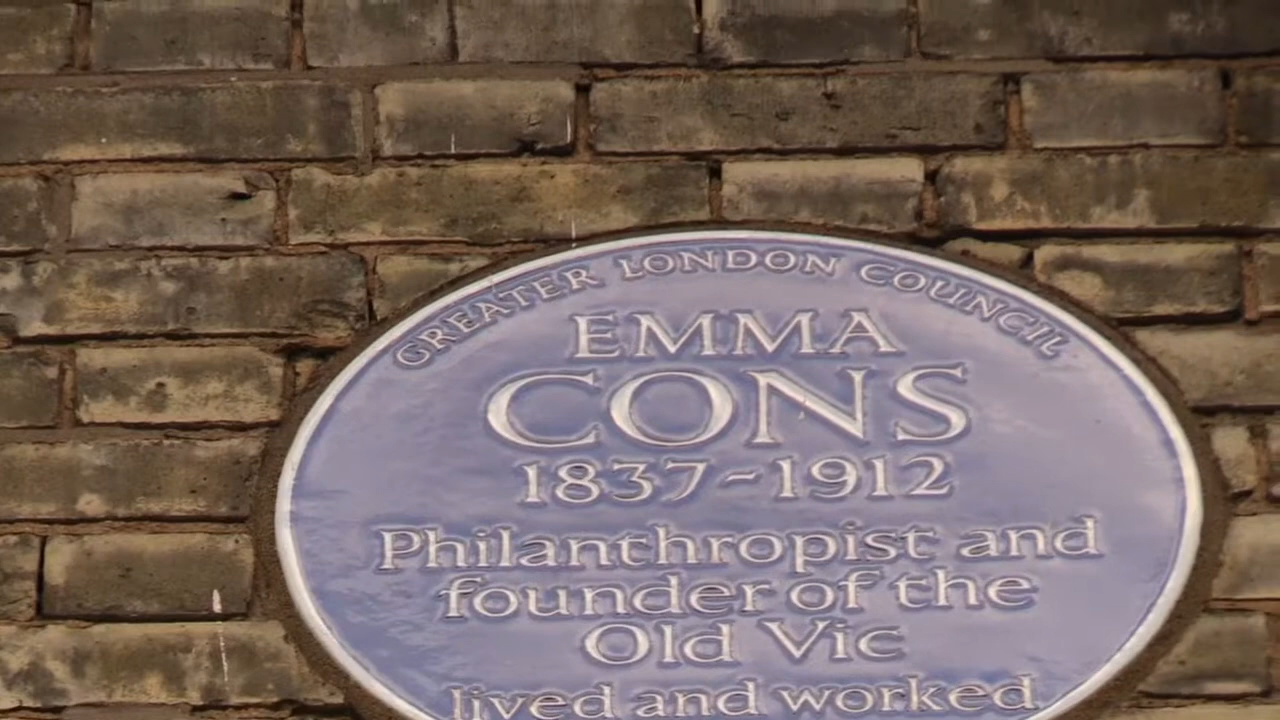 GREATER LONDON COUNCIL
EMMA
CONS
1837-1912
Philanthropist and
founder of the
Old Vic
lived and worked